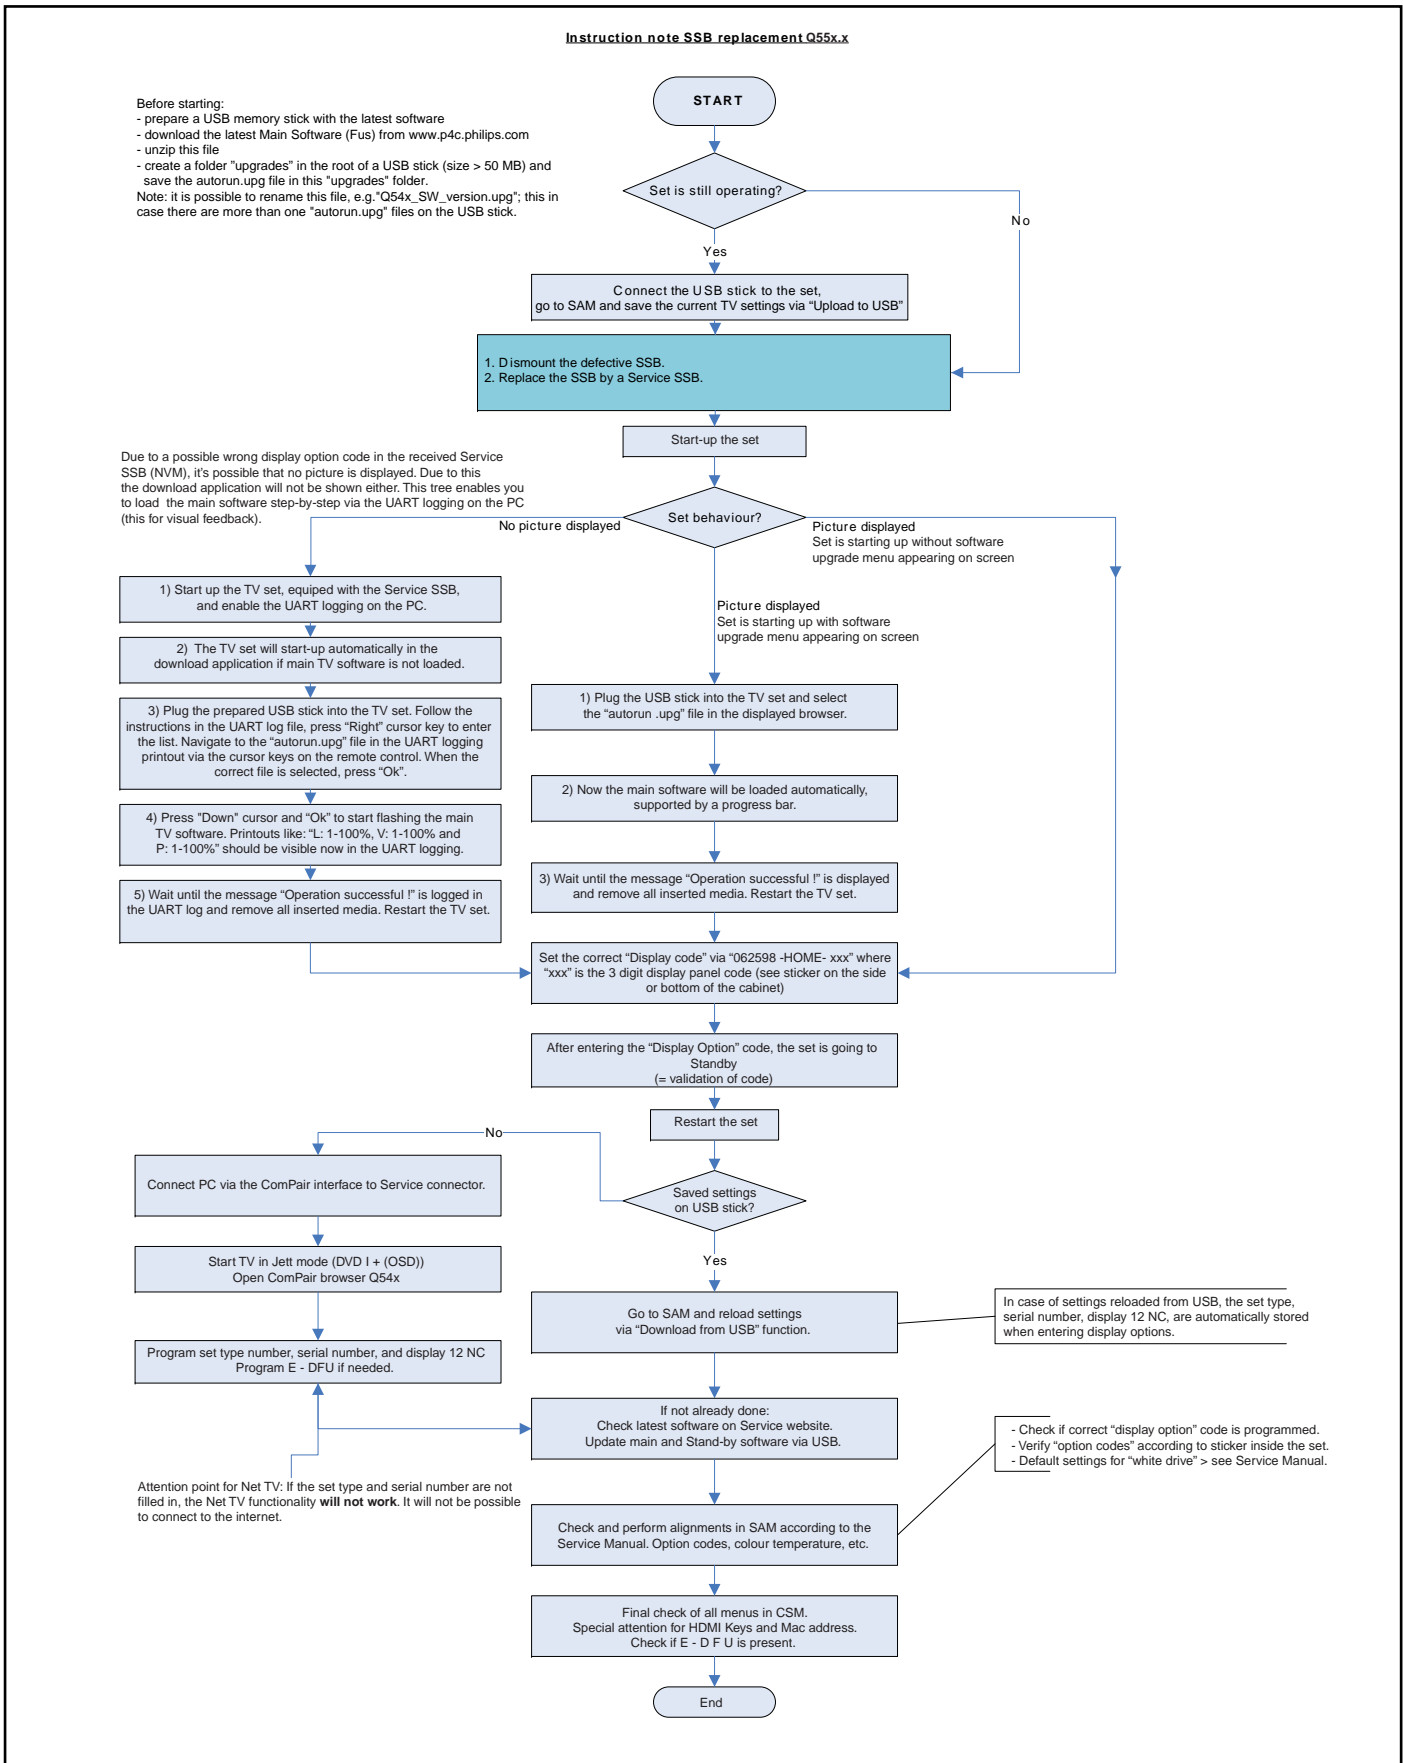 Instruction note SSB replacement Q55x.x
START
Before starting:
- prepare a USB memory stick with the latest software
- download the latest Main Software (Fus) from www.p4c.philips.com
- unzip this file
- create a folder "upgrades" in the root of a USB stick (size > 50 MB) and
save the autorun.upg file in this "upgrades" folder.
Note: it is possible to rename this file, e.g."Q54x_SW_version.upg"; this in
case there are more than one "autorun.upg" files on the USB stick.
Set is still operating?
No
Yes
Connect the USB stick to the set,
go to SAM and save the current TV settings via “Upload to USB”
1. Dismount the defective SSB.
2. Replace the SSB by a Service SSB.
Start-up the set
Due to a possible wrong display option code in the received Service
SSB (NVM), it's possible that no picture is displayed. Due to this
the download application will not be shown either. This tree enables you
to load the main software step-by-step via the UART logging on the PC
(this for visual feedback).
Set behaviour?
No picture displayed
Picture displayed
Set is starting up without software
upgrade menu appearing on screen
Picture displayed
Set is starting up with software
upgrade menu appearing on screen
1) Start up the TV set, equiped with the Service SSB,
and enable the UART logging on the PC.
2) The TV set will start-up automatically in the
download application if main TV software is not loaded.
3) Plug the prepared USB stick into the TV set. Follow the
instructions in the UART log file, press “Right” cursor key to enter
the list. Navigate to the “autorun.upg” file in the UART logging
printout via the cursor keys on the remote control. When the
correct file is selected, press “Ok”.
4) Press "Down" cursor and “Ok” to start flashing the main
TV software. Printouts like: “L: 1-100%, V: 1-100% and
P: 1-100%” should be visible now in the UART logging.
5) Wait until the message “Operation successful !” is logged in
the UART log and remove all inserted media. Restart the TV set.
1) Plug the USB stick into the TV set and select
the “autorun .upg” file in the displayed browser.
2) Now the main software will be loaded automatically,
supported by a progress bar.
3) Wait until the message “Operation successful !” is displayed
and remove all inserted media. Restart the TV set.
Set the correct “Display code” via “062598 -HOME- xxx” where
“xxx” is the 3 digit display panel code (see sticker on the side
or bottom of the cabinet)
After entering the “Display Option” code, the set is going to
Standby
(= validation of code)
Restart the set
No
Saved settings
on USB stick?
Yes
Connect PC via the ComPair interface to Service connector.
Start TV in Jett mode (DVD I + (OSD))
Open ComPair browser Q54x
Program set type number, serial number, and display 12 NC
Program E - DFU if needed.
Go to SAM and reload settings
via “Download from USB” function.
In case of settings reloaded from USB, the set type,
serial number, display 12 NC, are automatically stored
when entering display options.
If not already done:
Check latest software on Service website.
Update main and Stand-by software via USB.
- Check if correct “display option” code is programmed.
- Verify “option codes” according to sticker inside the set.
- Default settings for “white drive” > see Service Manual.
Attention point for Net TV: If the set type and serial number are not
filled in, the Net TV functionality will not work. It will not be possible
to connect to the internet.
Check and perform alignments in SAM according to the
Service Manual. Option codes, colour temperature, etc.
Final check of all menus in CSM.
Special attention for HDMI Keys and Mac address.
Check if E - D F U is present.
End